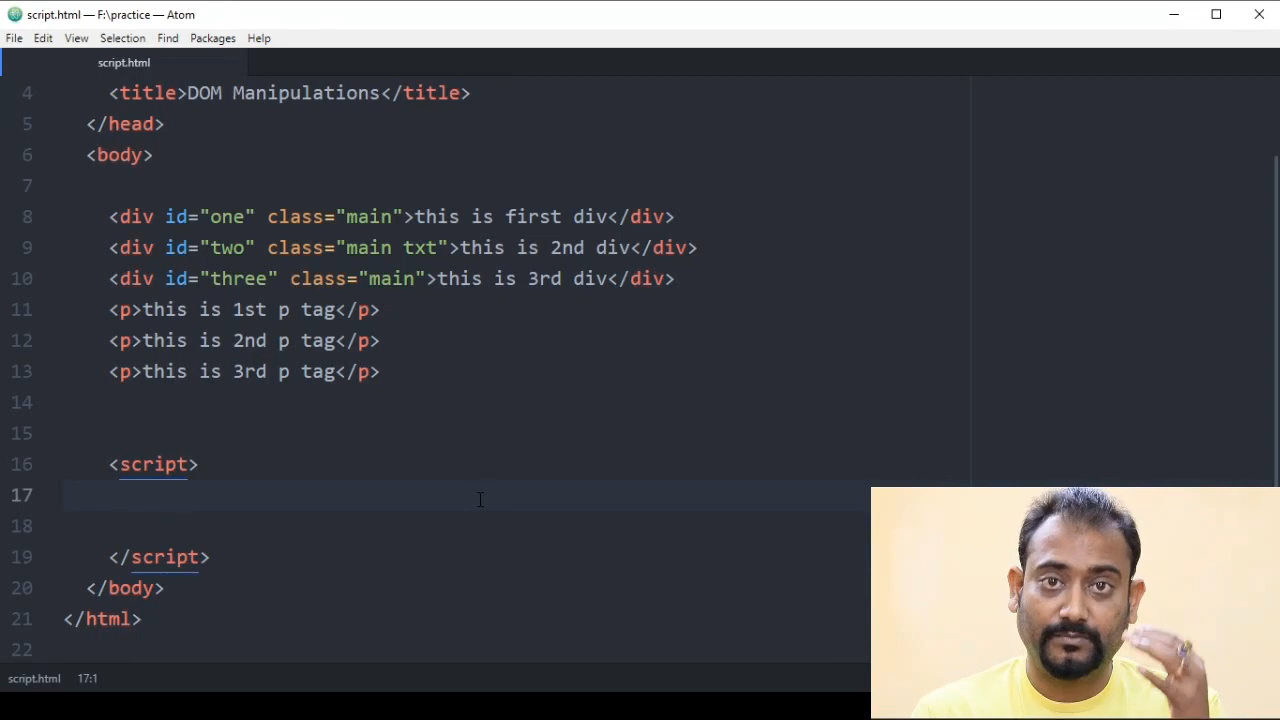 script.html — F:\practice — Atom
File Edit View Selection Find Packages Help
script.html
4 <title>DOM Manipulations</title>
5 </head>
6 <body>
7
8 <div id="one" class="main">this is first div</div>
9 <div id="two" class="main txt">this is 2nd div</div>
10 <div id="three" class="main">this is 3rd div</div>
11 <p>this is 1st p tag</p>
12 <p>this is 2nd p tag</p>
13 <p>this is 3rd p tag</p>
14
15
16 <script>
17
18
19 </script>
20 </body>
21 </html>
22
script.html 17:1